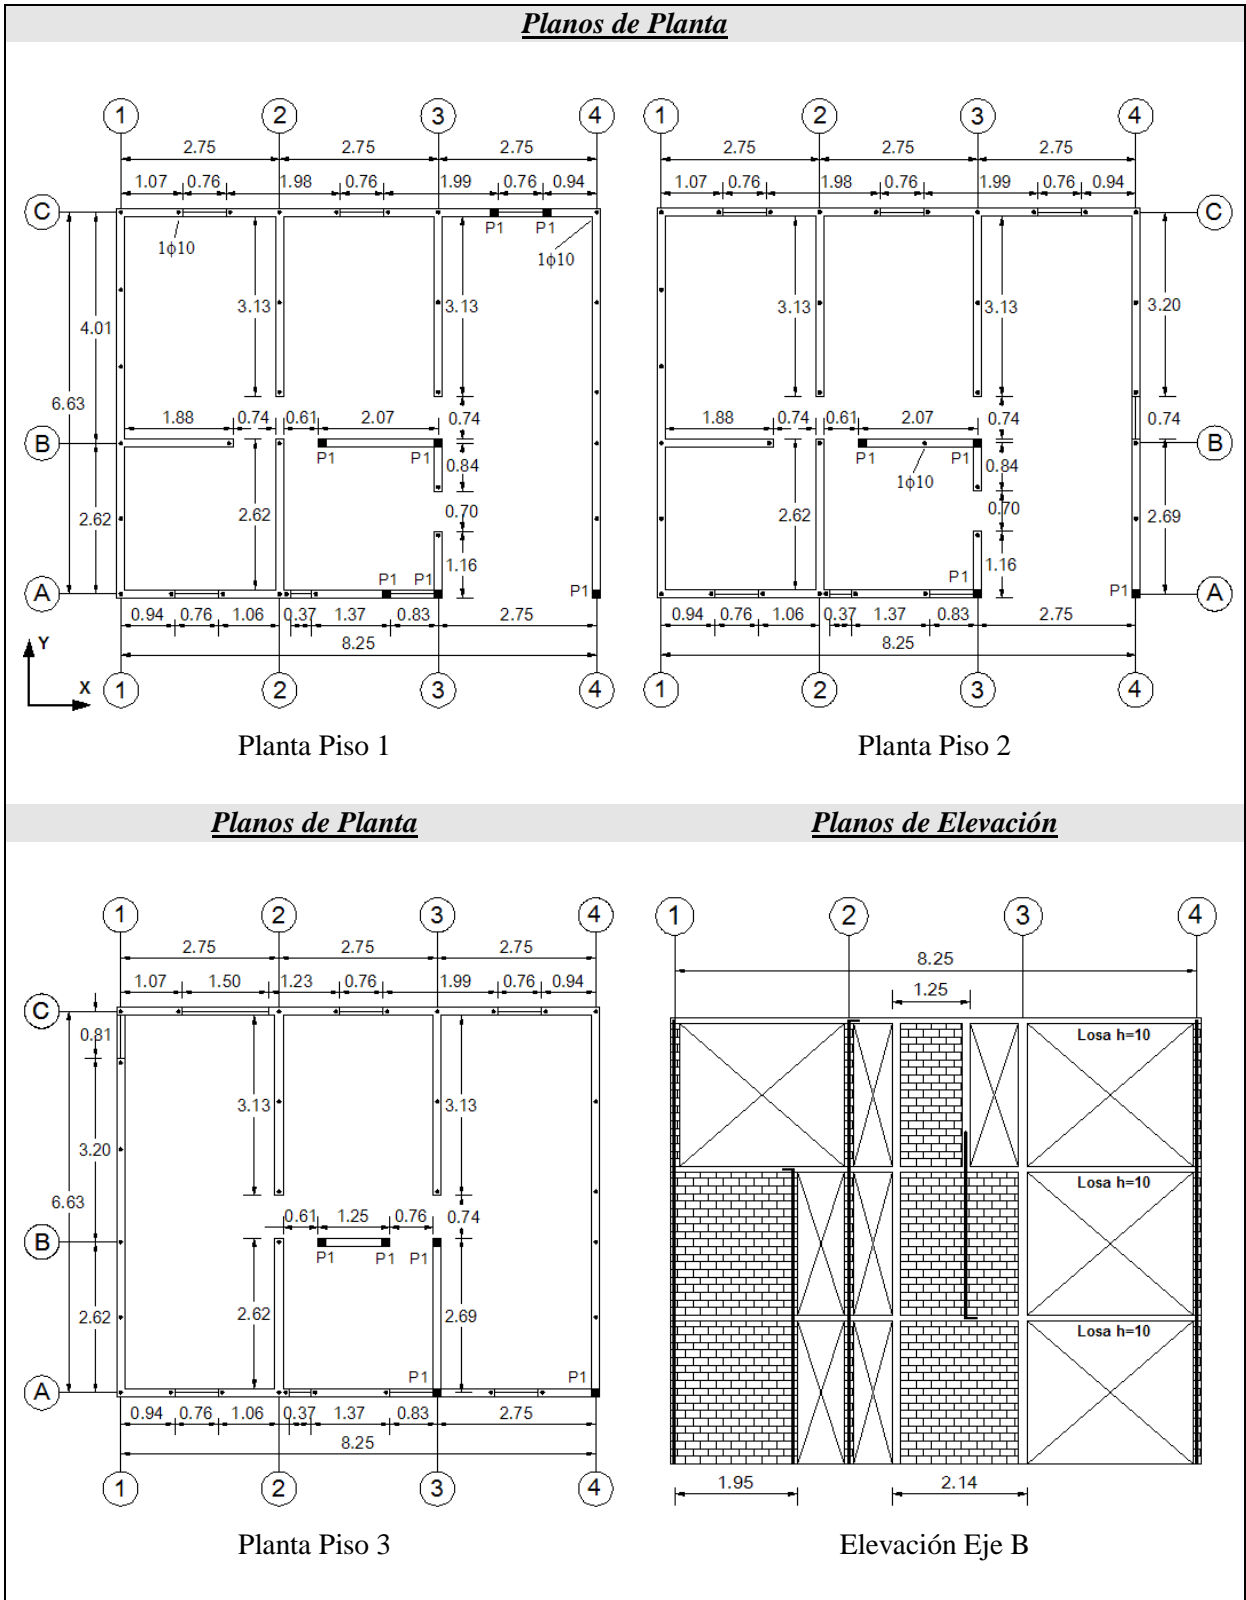 Planos de Planta
1 2 3 4
2.75 2.75 2.75
1.07 0.76 1.98 0.76 1.99 0.76 0.94
C
P1 P1
1ϕ10 1ϕ10
3.13 3.13
4.01
6.63
1.88 0.74 0.61 2.07 0.74
B
P1 P1
0.84
2.62 2.62 0.70
1.16
P1 P1 P1
A
0.94 0.76 1.06 0.37 1.37 0.83 2.75
8.25
Y
X
1 2 3 4
Planta Piso 1
1 2 3 4
2.75 2.75 2.75
1.07 0.76 1.98 0.76 1.99 0.76 0.94
C
3.13 3.13 3.20
1.88 0.74 0.61 2.07 0.74 0.74
B
P1 P1
0.84
1ϕ10
2.62 0.70 2.69
1.16
P1 P1
A
0.94 0.76 1.06 0.37 1.37 0.83 2.75
8.25
1 2 3 4
Planta Piso 2
Planos de Planta
1 2 3 4
2.75 2.75 2.75
1.07 1.50 1.23 0.76 1.99 0.76 0.94
C
0.81
3.13 3.13
3.20
6.63
0.61 1.25 0.76 0.74
B
P1 P1 P1
2.62 2.62 2.69
P1 P1
A
0.94 0.76 1.06 0.37 1.37 0.83 2.75
8.25
1 2 3 4
Planta Piso 3
Planos de Elevación
1 2 3 4
8.25
1.25
Losa h=10
Losa h=10
Losa h=10
1.95 2.14
Elevación Eje B